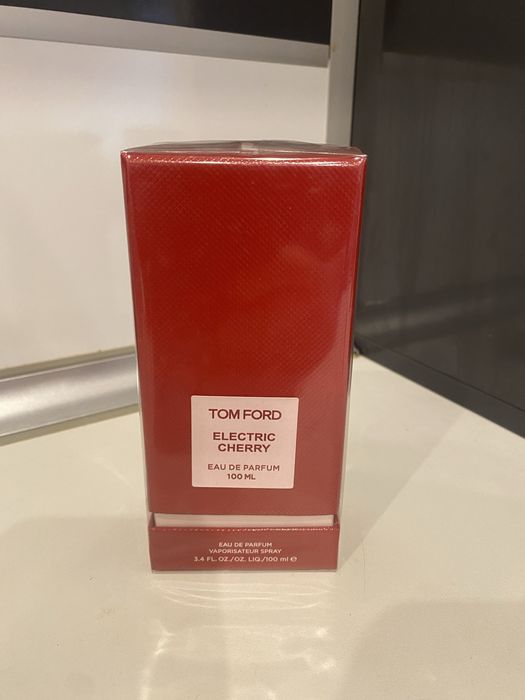 TOM FORD
ELECTRIC
CHERRY
EAU DE PARFUM
100 ML
EAU DE PARFUM
VAPORISATEUR SPRAY
3.4 FL. OZ./OZ. LIQ./100 ml ℮